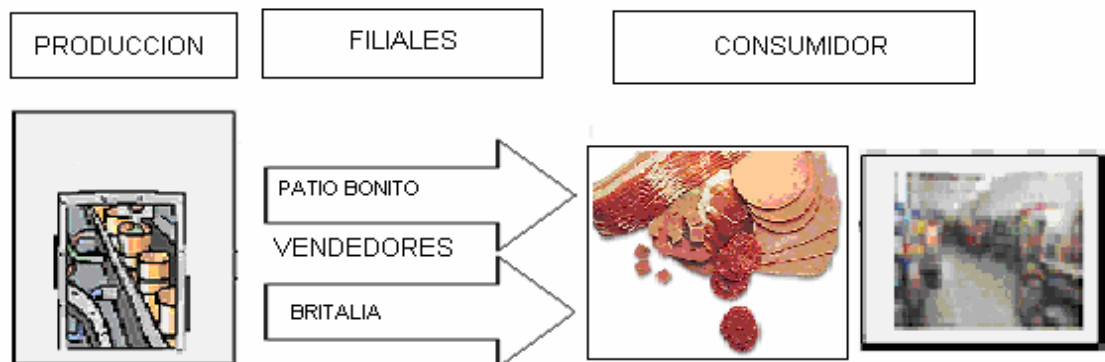 PRODUCCION
FILIALES
CONSUMIDOR
PATIO BONITO
VENDEDORES
BRITALIA